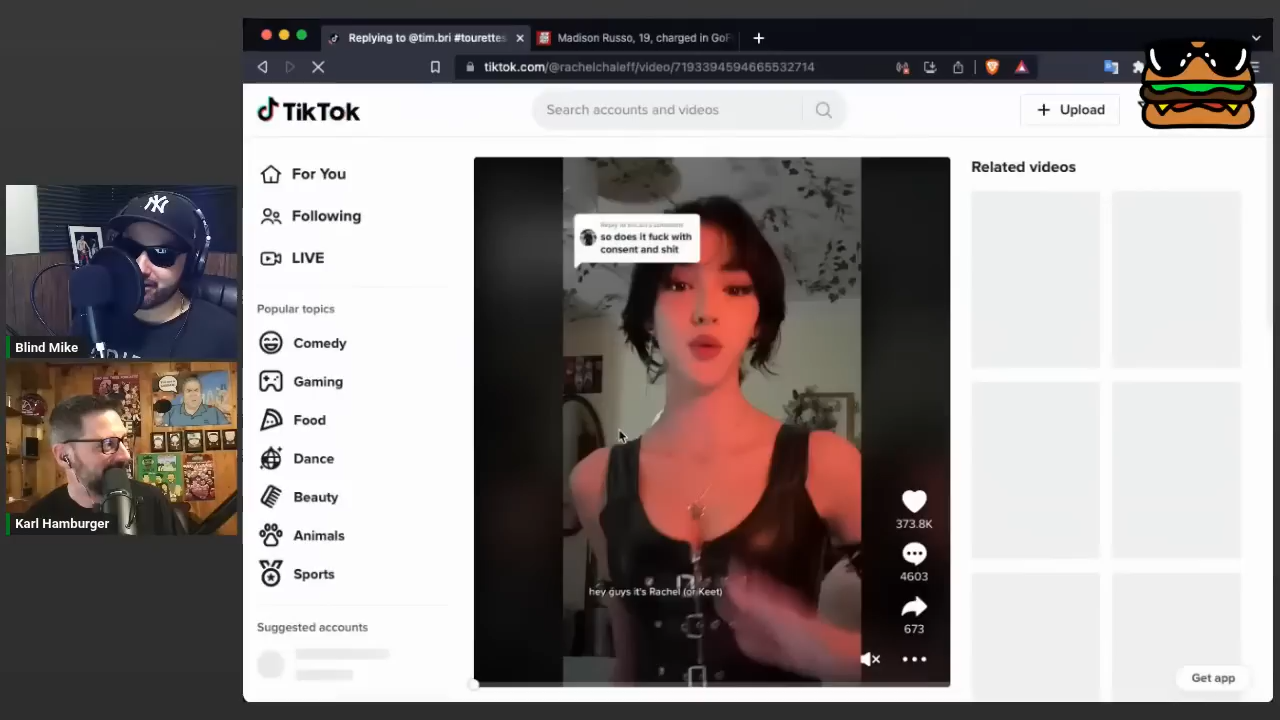 Replying to @tim.bri #tourettes
Madison Russo, 19, charged in GoF
tiktok.com/@rachelchaleff/video/7193394594665532714
TikTok
Search accounts and videos
Upload
For You
Following
LIVE
Popular topics
Comedy
Gaming
Food
Dance
Beauty
Animals
Sports
Suggested accounts
so does it fuck with
consent and shit
hey guys it's Rachel (or Keet)
373.8K
4603
673
Related videos
Get app
NY
Blind Mike
Karl Hamburger